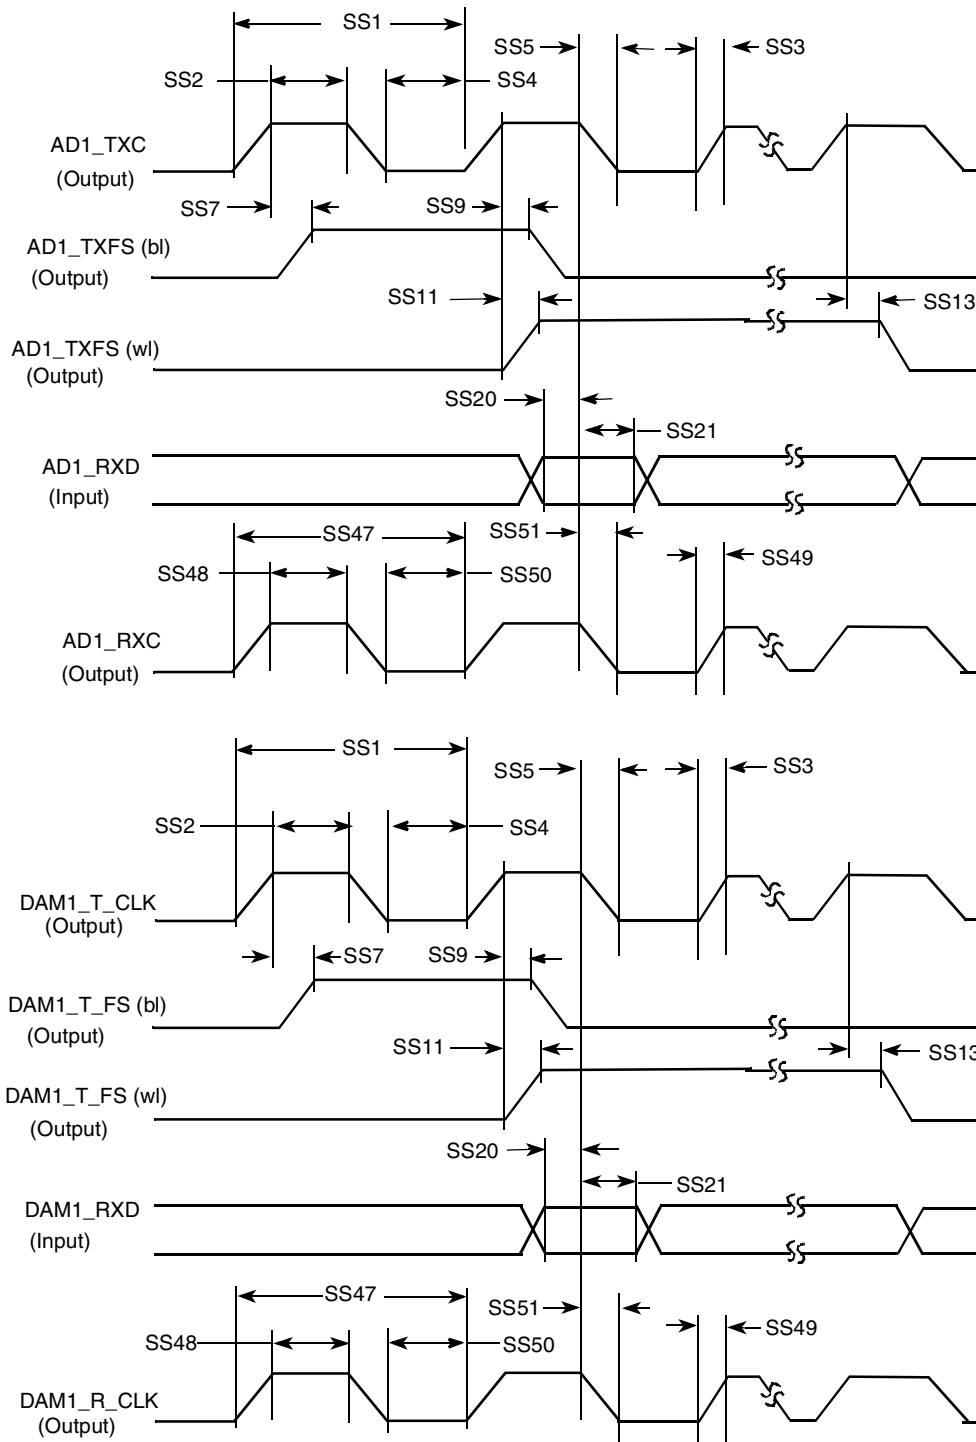 SS1
SS5
SS3
SS2
SS4
AD1_TXC
(Output)
SS7
SS9
AD1_TXFS (bl)
(Output)
SS11
SS13
AD1_TXFS (wl)
(Output)
SS20
SS21
AD1_RXD
(Input)
SS47
SS51
SS49
SS48
SS50
AD1_RXC
(Output)
SS1
SS5
SS3
SS2
SS4
DAM1_T_CLK
(Output)
SS7
SS9
DAM1_T_FS (bl)
(Output)
SS11
SS13
DAM1_T_FS (wl)
(Output)
SS20
SS21
DAM1_RXD
(Input)
SS47
SS51
SS49
SS48
SS50
DAM1_R_CLK
(Output)